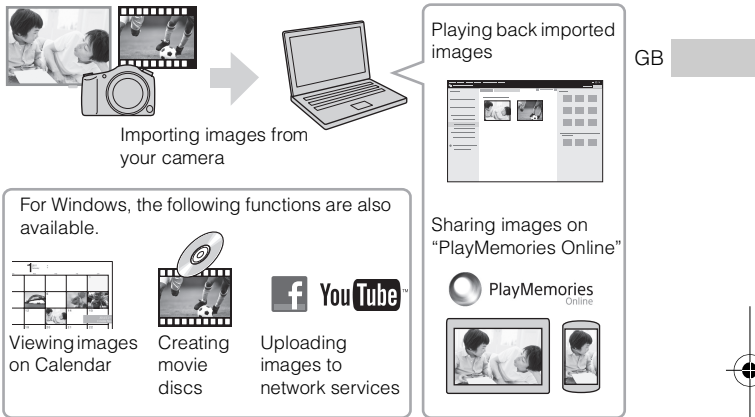 Playing back imported
images
GB
Importing images from
your camera
For Windows, the following functions are also
available.
Sharing images on
“PlayMemories Online”
PlayMemories
Online
1
f You Tube ™
Viewing images
on Calendar
Creating
movie
discs
Uploading
images to
network services